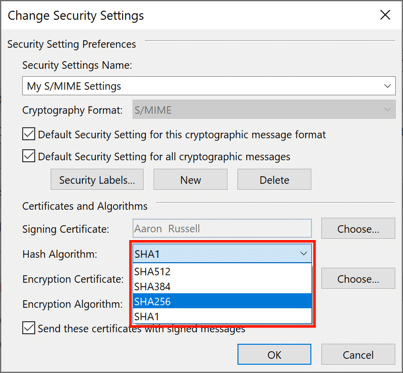 Change Security Settings
Security Setting Preferences
Security Settings Name:
My S/MIME Settings
Cryptography Format: S/MIME
Default Security Setting for this cryptographic message format
Default Security Setting for all cryptographic messages
Security Labels... New Delete
Certificates and Algorithms
Signing Certificate: Aaron Russell Choose...
Hash Algorithm: SHA1
SHA512
Encryption Certificate: SHA384 Choose...
SHA256
Encryption Algorithm: SHA1
Send these certificates with signed messages
OK Cancel